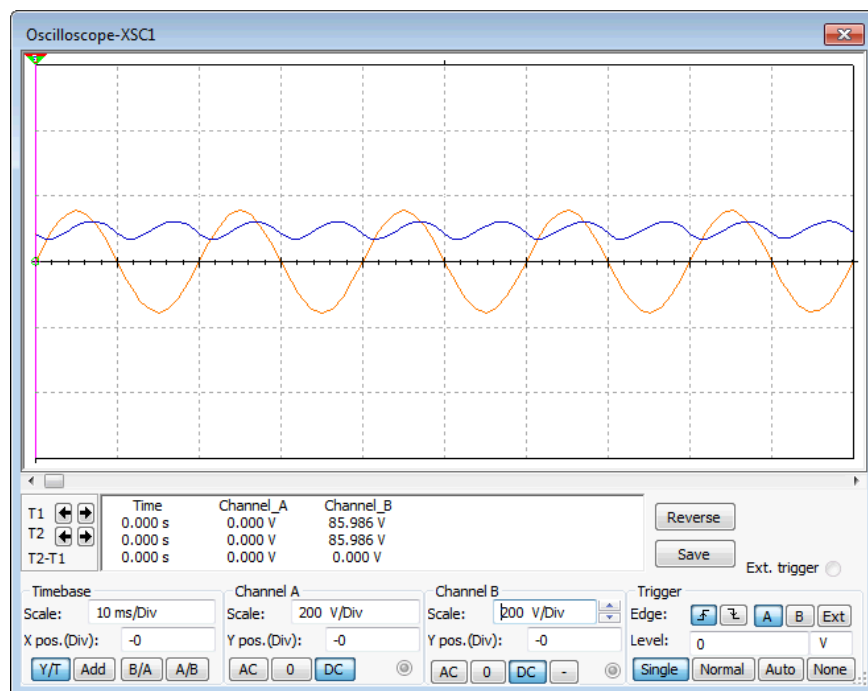 Oscilloscope-XSC1
Time Channel_A Channel_B
T1 0.000 s 0.000 V 85.986 V
T2 0.000 s 0.000 V 85.986 V
T2-T1 0.000 s 0.000 V 0.000 V
Reverse
Save
Ext. trigger
Timebase
Scale: 10 ms/Div
X pos.(Div): -0
Y/T Add B/A A/B
Channel A
Scale: 200 V/Div
Y pos.(Div): -0
AC 0 DC
Channel B
Scale: 200 V/Div
Y pos.(Div): -0
AC 0 DC -
Trigger
Edge: A B Ext
Level: 0 V
Single Normal Auto None